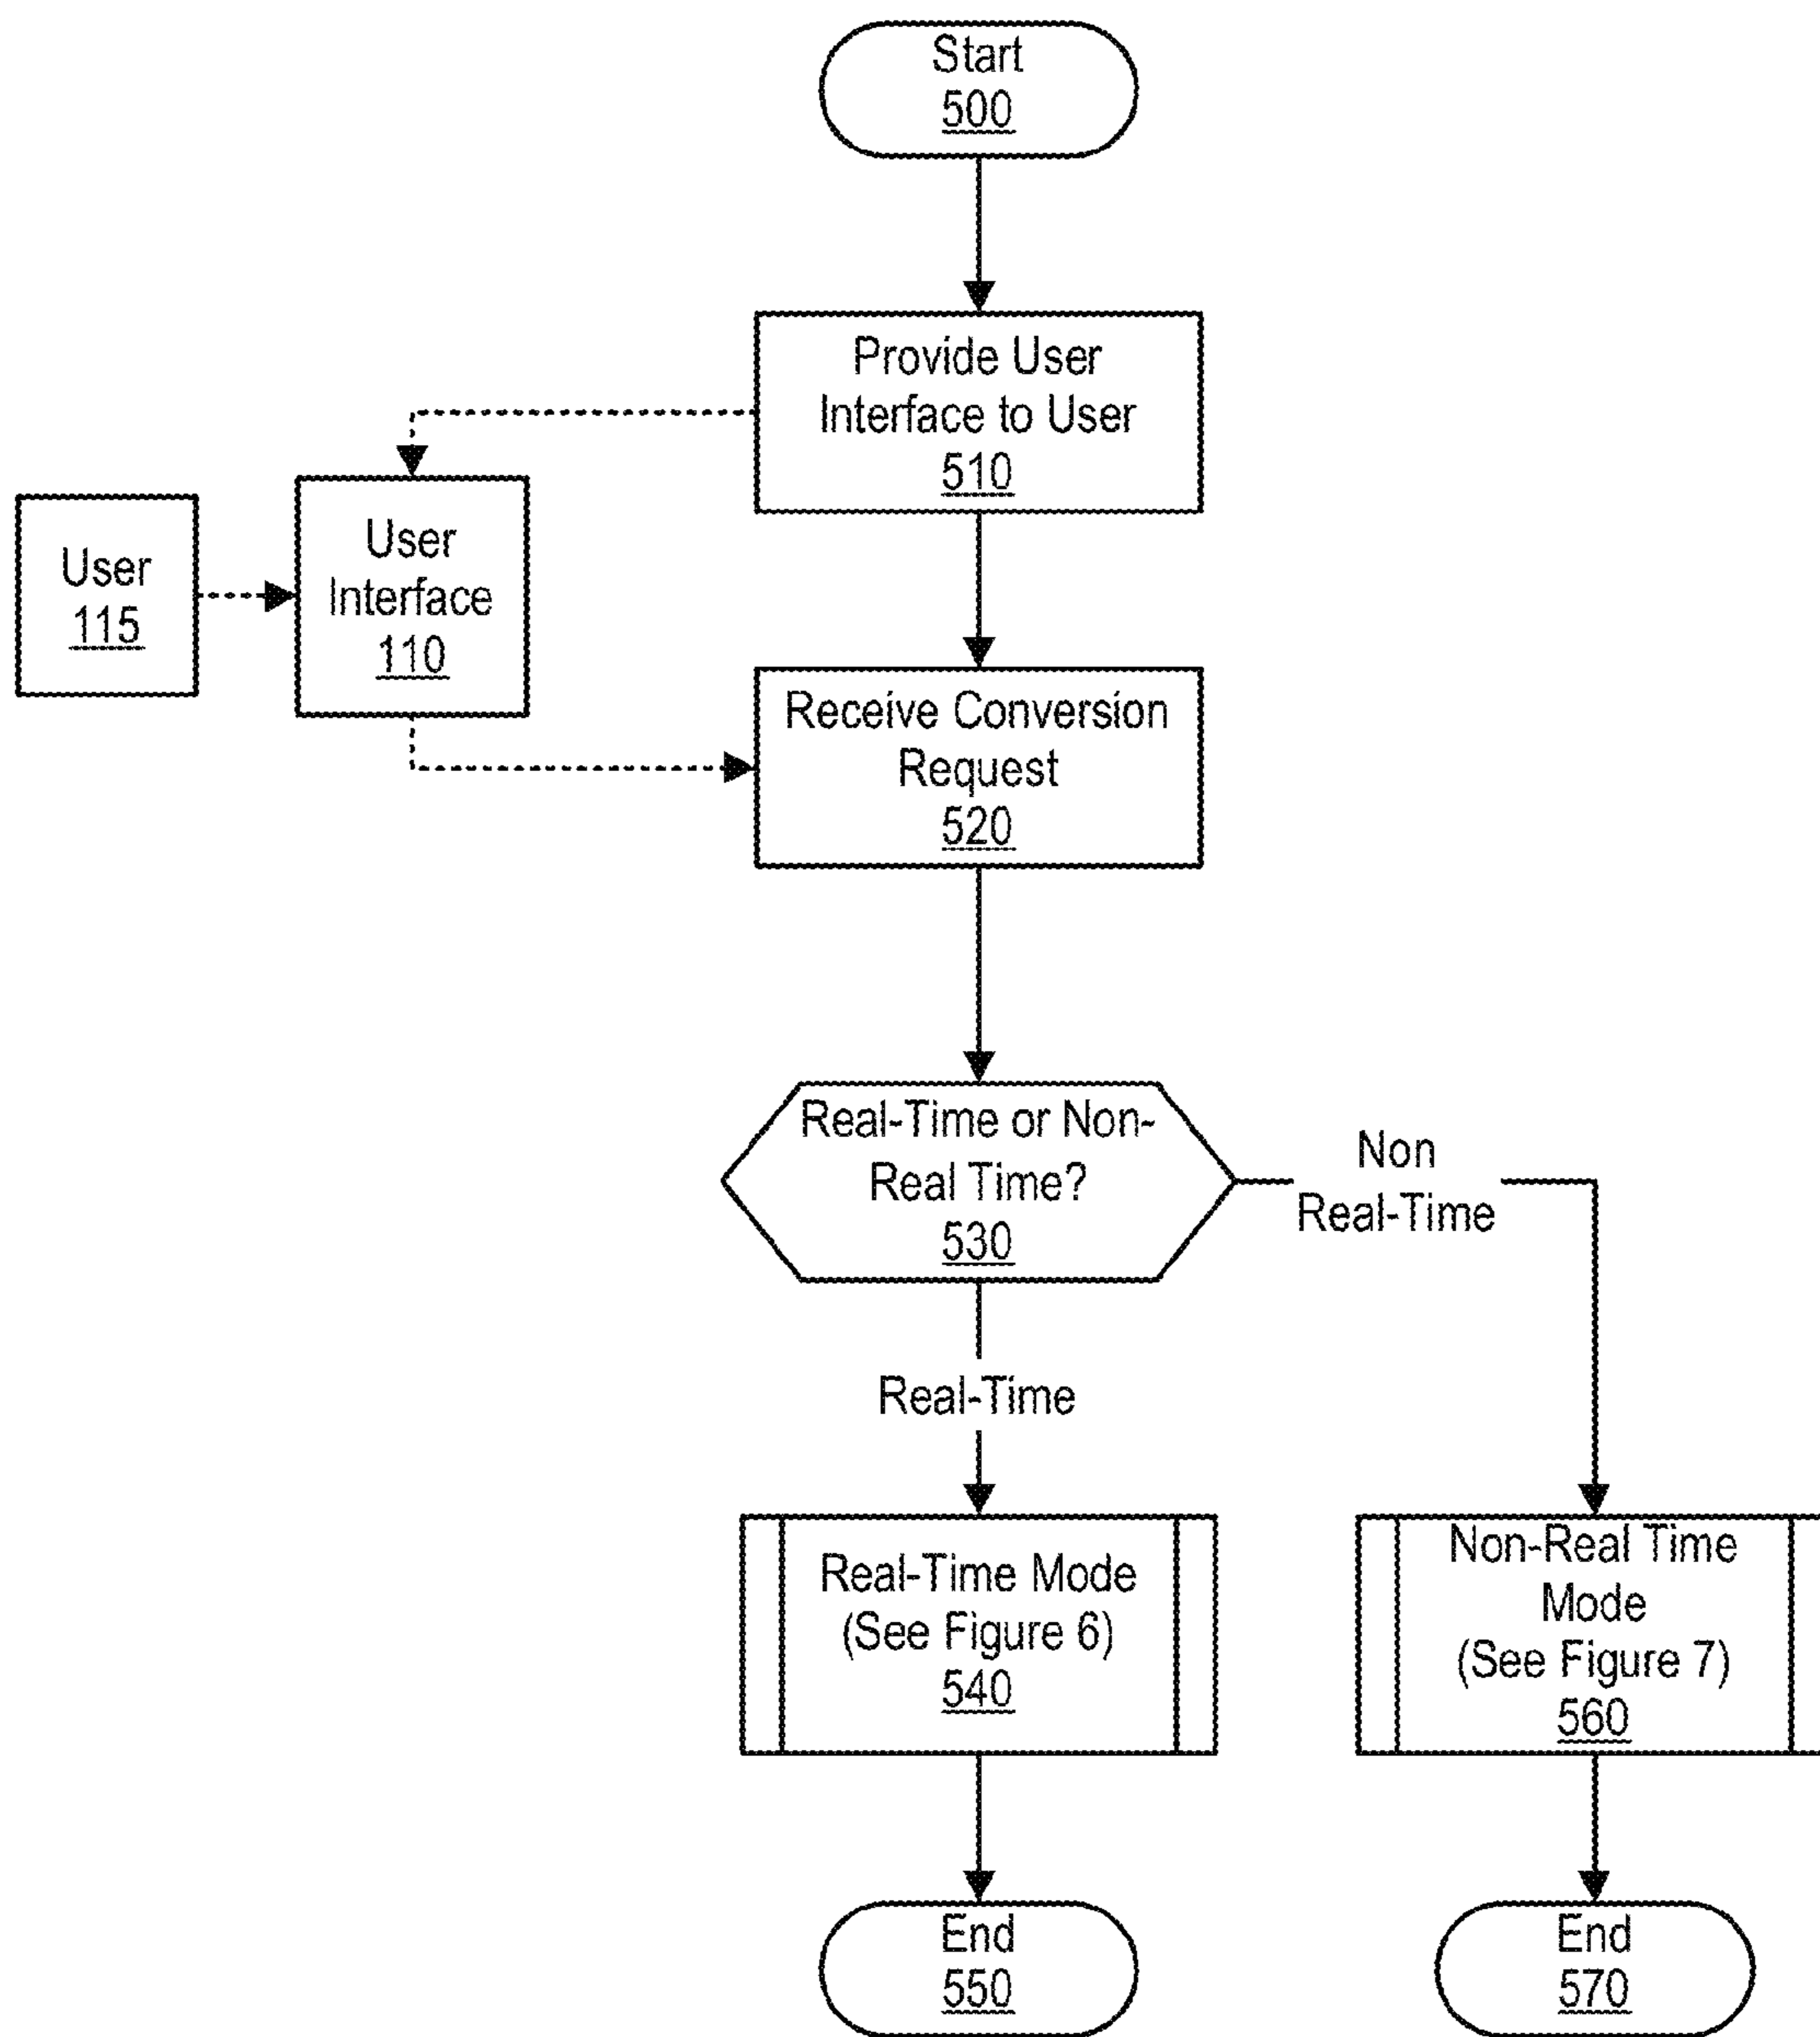 Start
500
Provide User
Interface to User
510
User
115
User
Interface
110
Receive Conversion
Request
520
Real-Time or Non-
Real Time?
530
Non
Real-Time
Real-Time
Real-Time Mode
(See Figure 6)
540
Non-Real Time
Mode
(See Figure 7)
560
End
550
End
570